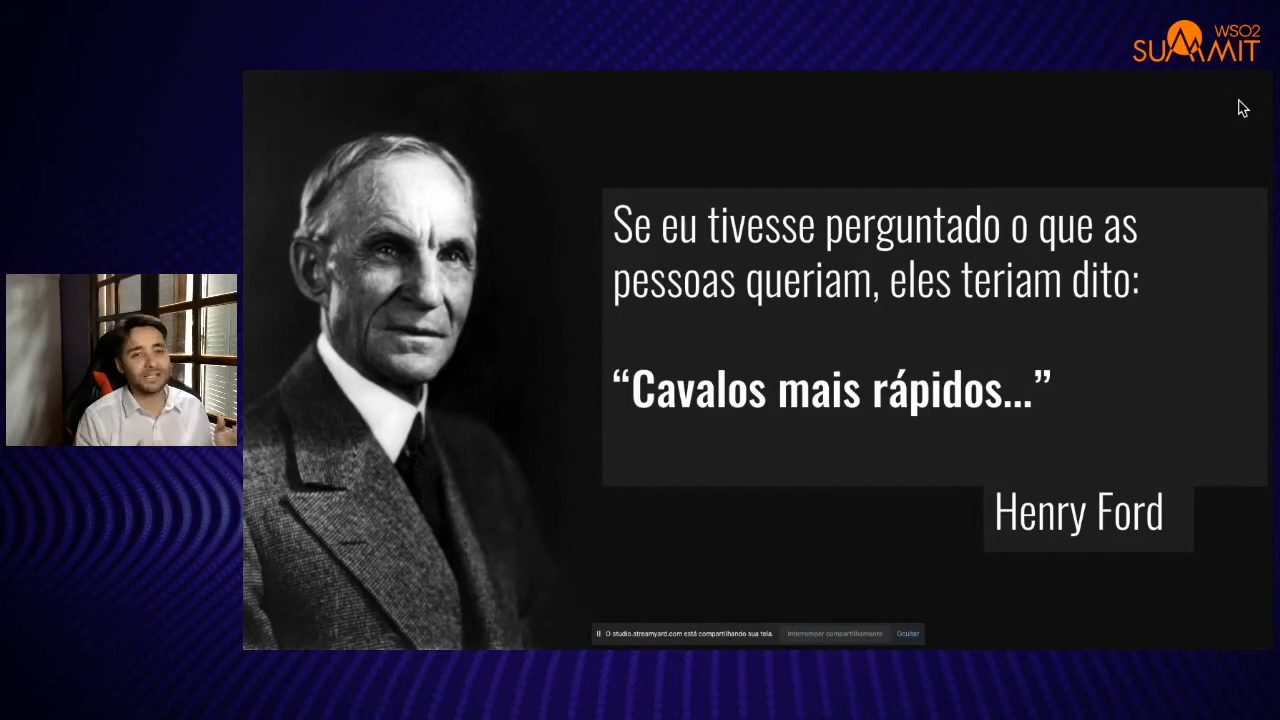 WSO2
SUMMIT
Se eu tivesse perguntado o que as
pessoas queriam, eles teriam dito:
“Cavalos mais rápidos...”
Henry Ford
O studio.streamyard.com está compartilhando sua tela. Interromper compartilhamento Ocultar